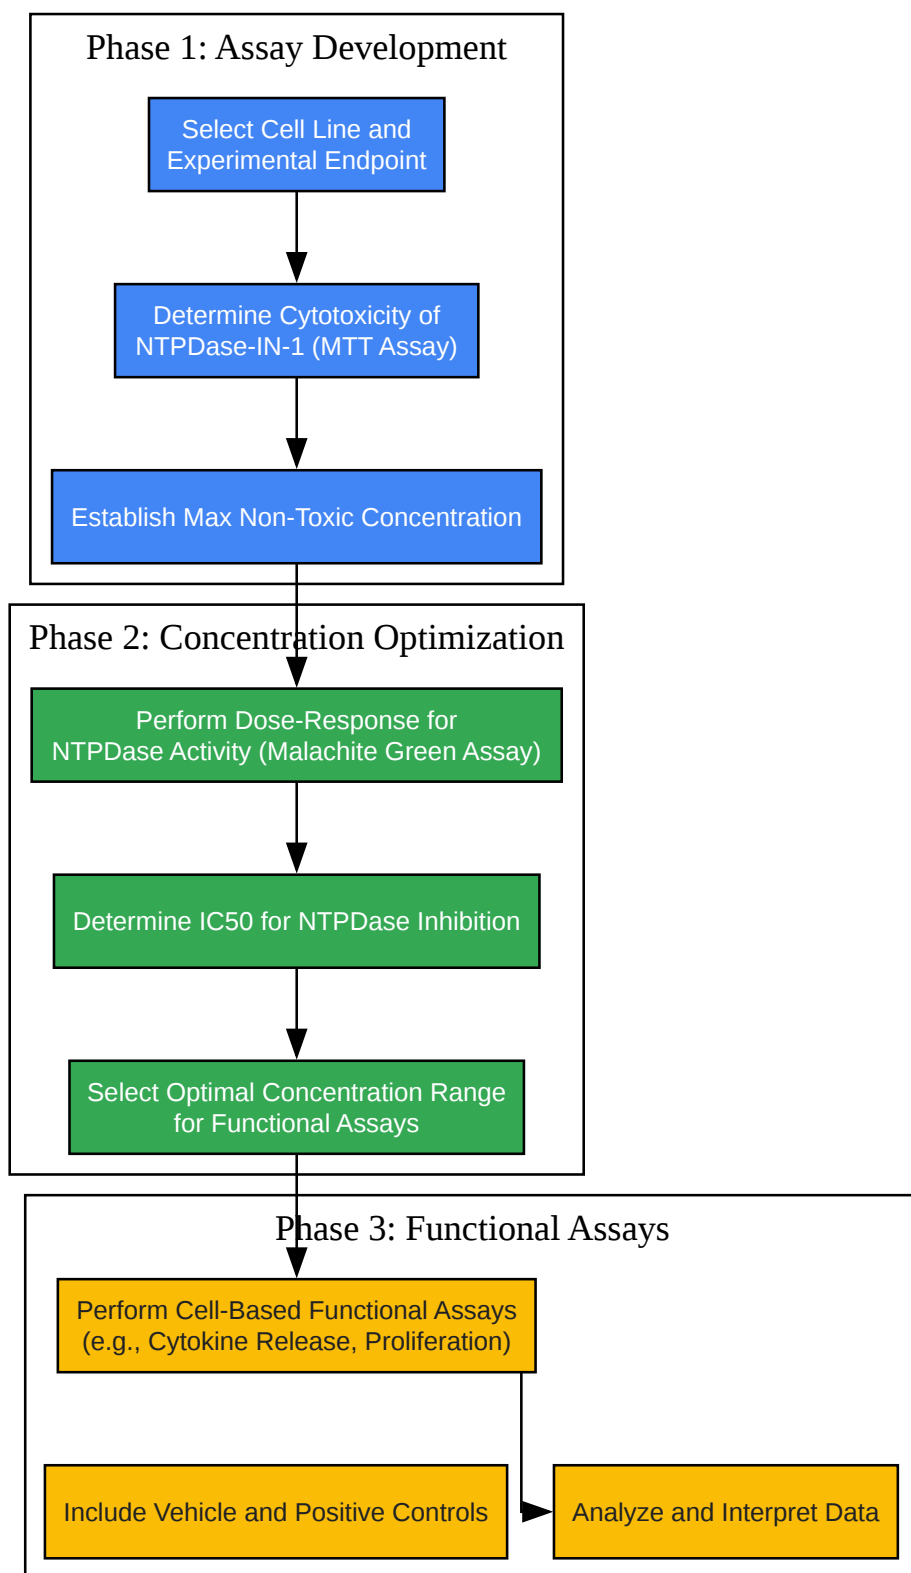 Phase 1: Assay Development
Select Cell Line and
Experimental Endpoint
Determine Cytotoxicity of
NTPDase-IN-1 (MTT Assay)
Establish Max Non-Toxic Concentration
Phase 2: Concentration Optimization
Perform Dose-Response for
NTPDase Activity (Malachite Green Assay)
Determine IC50 for NTPDase Inhibition
Select Optimal Concentration Range
for Functional Assays
Phase 3: Functional Assays
Perform Cell-Based Functional Assays
(e.g., Cytokine Release, Proliferation)
Include Vehicle and Positive Controls
Analyze and Interpret Data